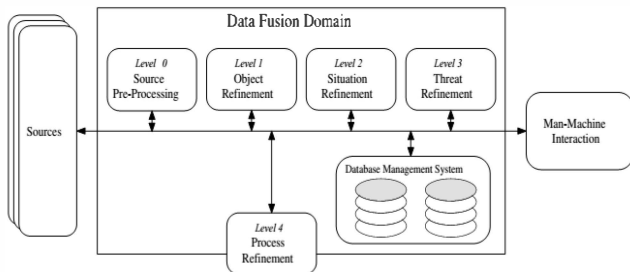 Data Fusion Domain
Level 0
Source
Pre-Processing
Level 1
Object
Refinement
Level 2
Situation
Refinement
Level 3
Threat
Refinement
Sources
Man-Machine
Interaction
Database Management System
Level 4
Process
Refinement